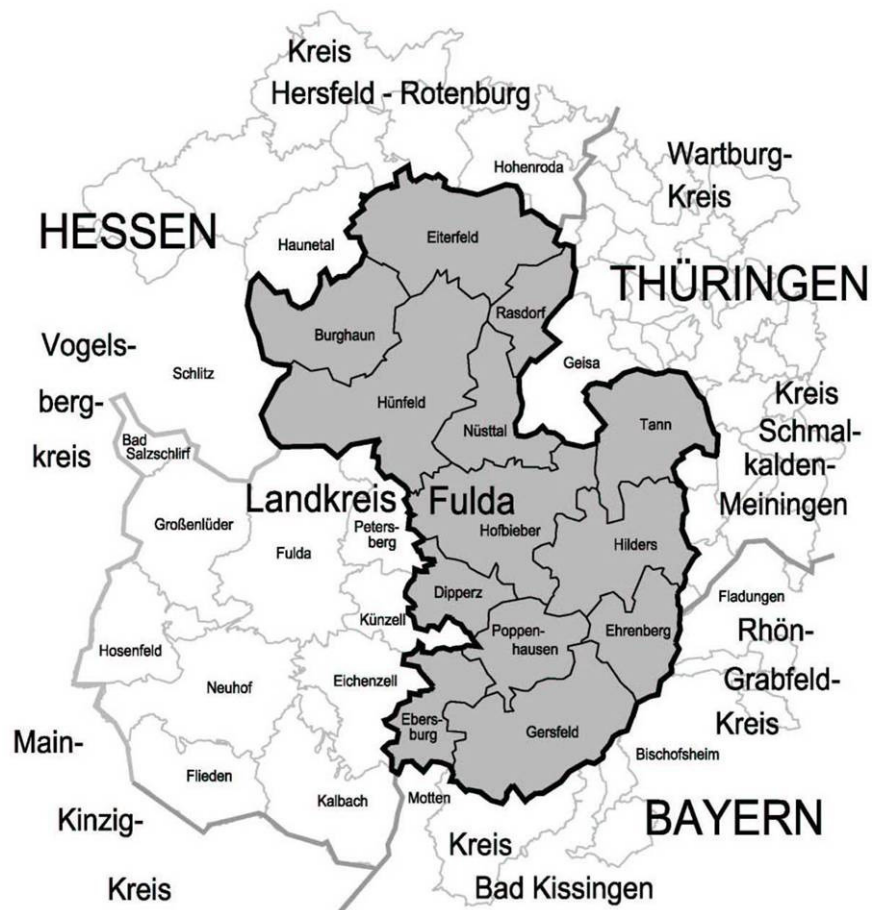 Kreis
Hersfeld - Rotenburg
Hohenroda
Wartburg-
Kreis
HESSEN
Haunetal
Eiterfeld
THÜRINGEN
Rasdorf
Burghaun
Vogels-
berg-
kreis
Schlitz
Geisa
Hünfeld
Nüsttal
Tann
Kreis
Schmal-
kalden-
Meiningen
Bad
Salzschlirf
Landkreis Fulda
Großenlüder
Fulda
Peters-
berg
Hofbieber
Hilders
Dipperz
Fladungen
Künzell
Poppen-
hausen
Ehrenberg
Rhön-
Grabfeld-
Kreis
Hosenfeld
Neuhof
Eichenzell
Ebers-
burg
Gersfeld
Bischofsheim
Main-
Kinzig-
Kreis
Flieden
Kalbach
Motten
BAYERN
Kreis
Bad Kissingen